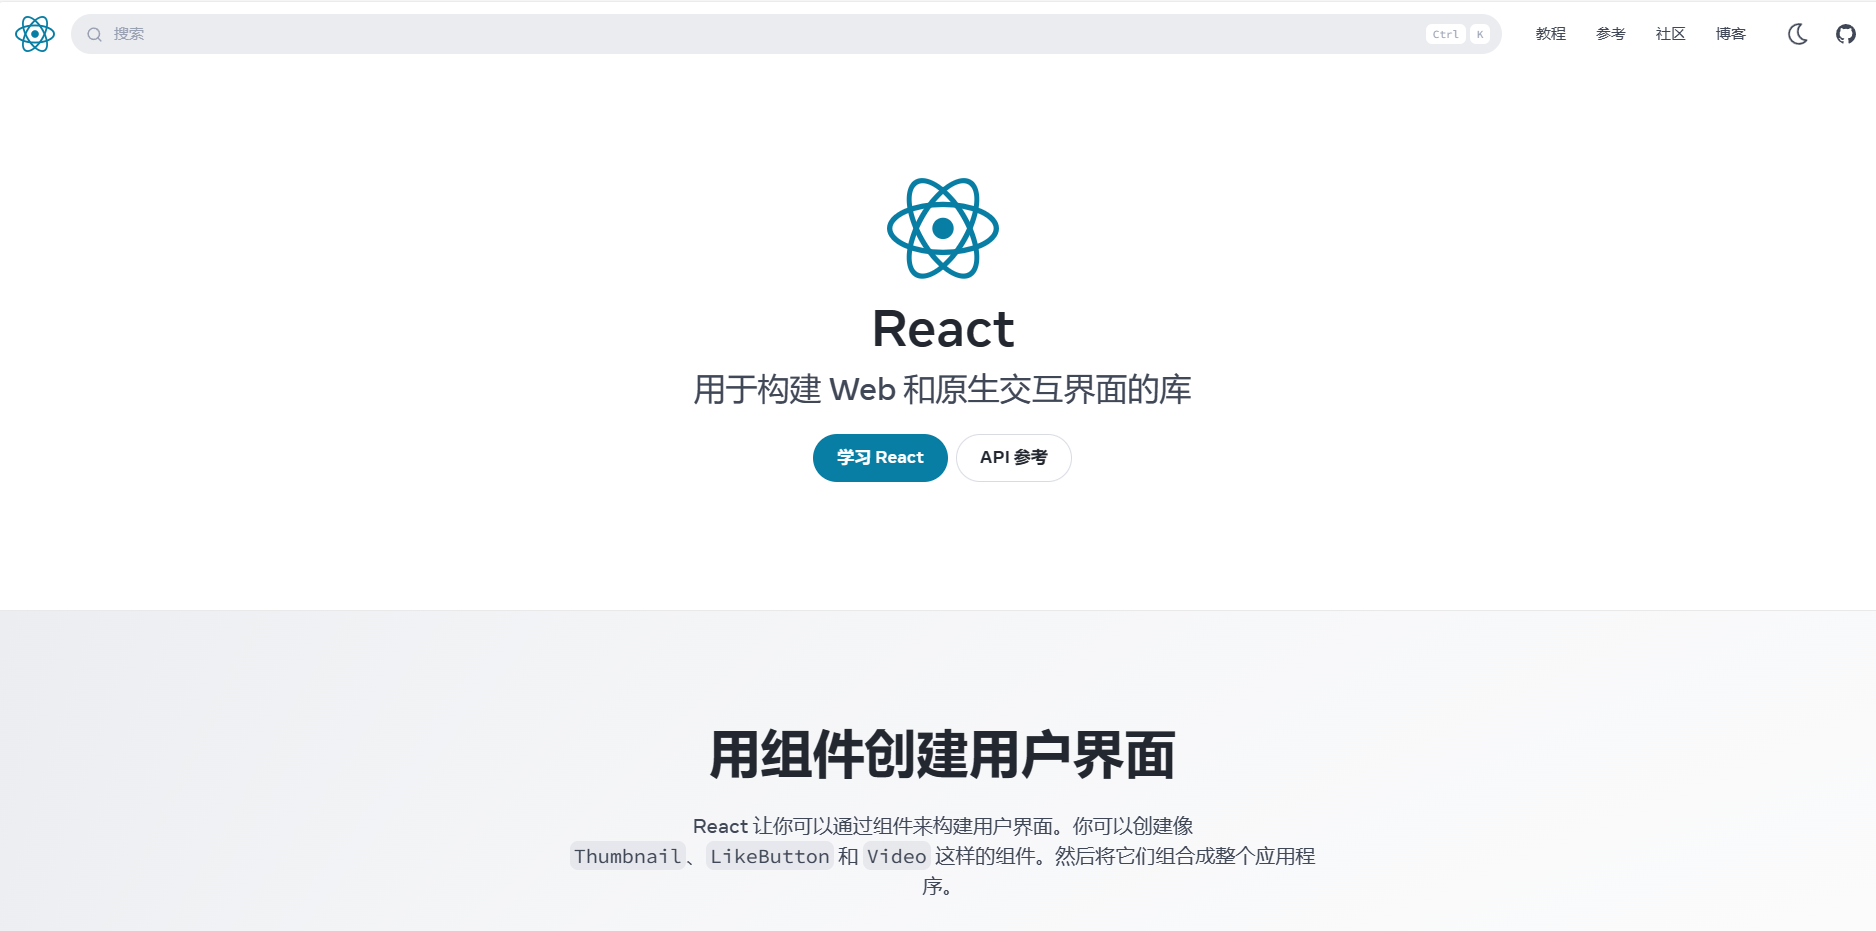 搜索 Ctrl K 教程 参考 社区 博客
React
用于构建 Web 和原生交互界面的库
学习 React API 参考
用组件创建用户界面
React 让你可以通过组件来构建用户界面。你可以创建像
Thumbnail、LikeButton 和 Video 这样的组件。然后将它们组合成整个应用程
序。